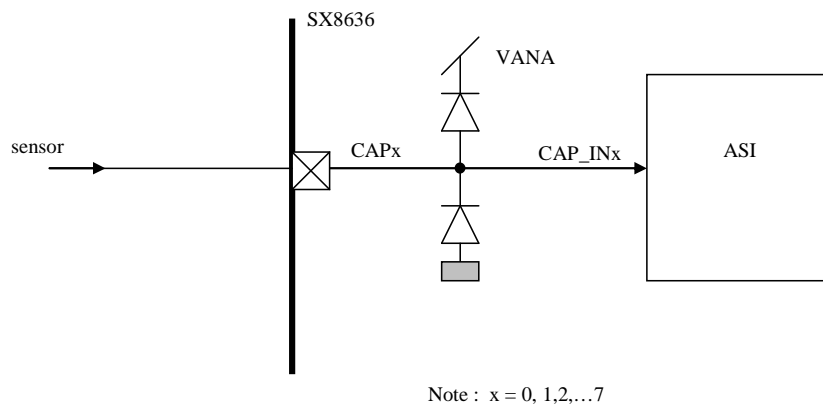 SX8636
VANA
sensor
CAPx
CAP_INx
ASI
Note : x = 0, 1,2,…7